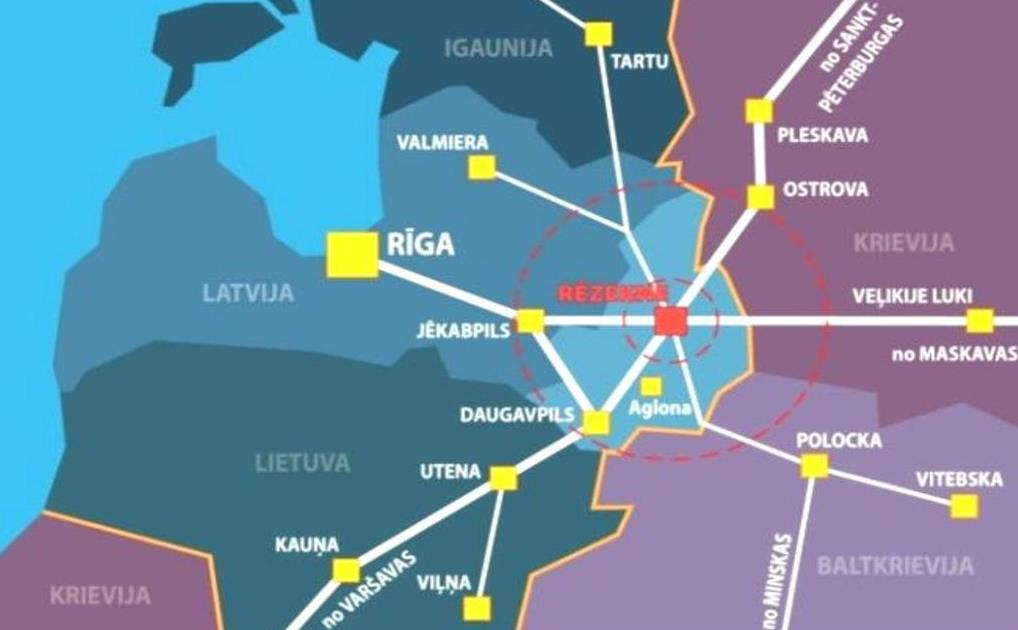 IGAUNIJA
TARTU
no SANKT-
PĒTERBURGAS
PLESKAVA
VALMIERA
OSTROVA
RĪGA
KRIEVIJA
LATVIJA
RĒZEKNE
VEĻIKIJE LUKI
JĒKABPILS
no MASKAVAS
DAUGAVPILS
Aglona
POLOCKA
LIETUVA
UTENA
VITEBSKA
KAUŅA
no VARŠAVAS
VIĻŅA
no MINSKAS
BALTKRIEVIJA
KRIEVIJA